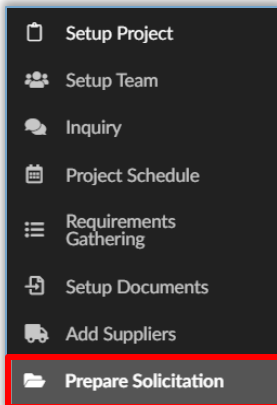 Setup Project
Setup Team
Inquiry
Project Schedule
Requirements
Gathering
Setup Documents
Add Suppliers
Prepare Solicitation